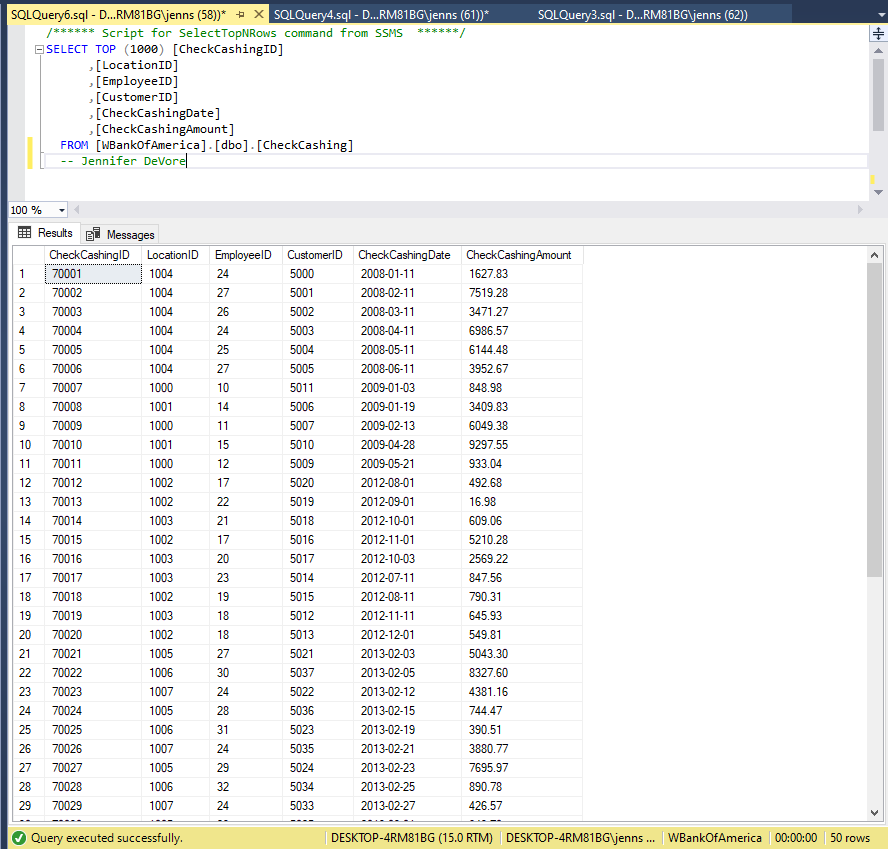 SQLQuery6.sql - D...RM81BG\jenns (58))* SQLQuery4.sql - D...RM81BG\jenns (61))* SQLQuery3.sql - D...RM81BG\jenns (62))
/****** Script for SelectTopNRows command from SSMS ******/
SELECT TOP (1000) [CheckCashingID]
,[LocationID]
,[EmployeeID]
,[CustomerID]
,[CheckCashingDate]
,[CheckCashingAmount]
FROM [WBankOfAmerica].[dbo].[CheckCashing]
-- Jennifer DeVore
100 %
Results Messages
CheckCashingID LocationID EmployeeID CustomerID CheckCashingDate CheckCashingAmount
1 70001 1004 24 5000 2008-01-11 1627.83
2 70002 1004 27 5001 2008-02-11 7519.28
3 70003 1004 26 5002 2008-03-11 3471.27
4 70004 1004 24 5003 2008-04-11 6986.57
5 70005 1004 25 5004 2008-05-11 6144.48
6 70006 1004 27 5005 2008-06-11 3952.67
7 70007 1000 10 5011 2009-01-03 848.98
8 70008 1001 14 5006 2009-01-19 3409.83
9 70009 1000 11 5007 2009-02-13 6049.38
10 70010 1001 15 5010 2009-04-28 9297.55
11 70011 1000 12 5009 2009-05-21 933.04
12 70012 1002 17 5020 2012-08-01 492.68
13 70013 1002 22 5019 2012-09-01 16.98
14 70014 1003 21 5018 2012-10-01 609.06
15 70015 1002 17 5016 2012-11-01 5210.28
16 70016 1003 20 5017 2012-10-03 2569.22
17 70017 1003 23 5014 2012-07-11 847.56
18 70018 1002 19 5015 2012-08-11 790.31
19 70019 1003 18 5012 2012-11-11 645.93
20 70020 1002 18 5013 2012-12-01 549.81
21 70021 1005 27 5021 2013-02-03 5043.30
22 70022 1006 30 5037 2013-02-05 8327.60
23 70023 1007 24 5022 2013-02-12 4381.16
24 70024 1005 28 5036 2013-02-15 744.47
25 70025 1006 31 5023 2013-02-19 390.51
26 70026 1007 24 5035 2013-02-21 3880.77
27 70027 1005 29 5024 2013-02-23 7695.97
28 70028 1006 32 5034 2013-02-25 890.78
29 70029 1007 24 5033 2013-02-27 426.57
Query executed successfully. DESKTOP-4RM81BG (15.0 RTM) DESKTOP-4RM81BG\jenns ... WBankOfAmerica 00:00:00 50 rows